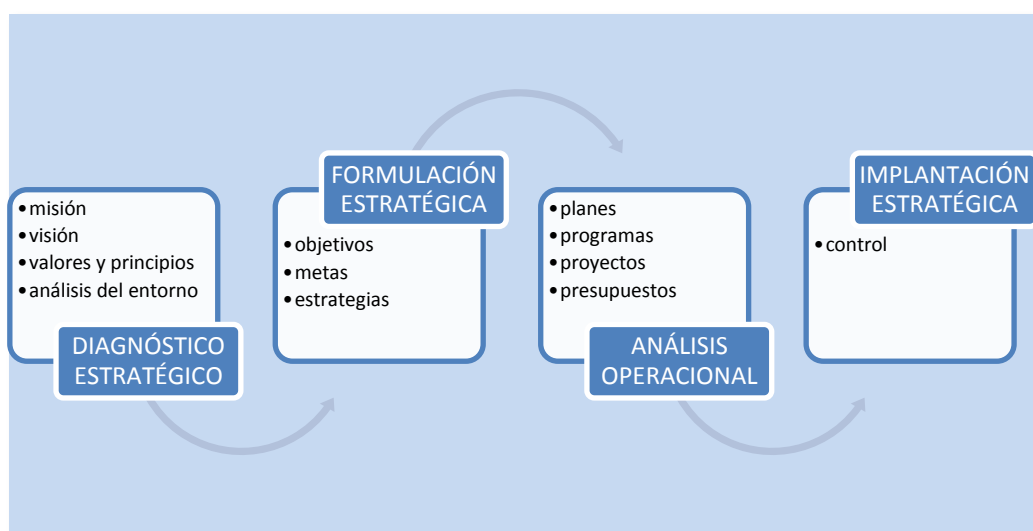 • misión
• visión
• valores y principios
• análisis del entorno
DIAGNÓSTICO
ESTRATÉGICO
FORMULACIÓN
ESTRATÉGICA
• objetivos
• metas
• estrategias
• planes
• programas
• proyectos
• presupuestos
ANÁLISIS
OPERACIONAL
IMPLANTACIÓN
ESTRATÉGICA
• control